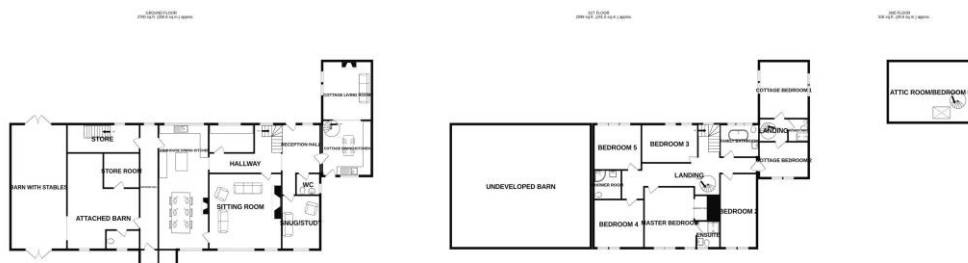 GROUND FLOOR
1ST FLOOR
2ND FLOOR
COTTAGE LIVING ROOM
STORE
RECEPTION HALL
HALLWAY
STORE ROOM
BARN WITH STABLES
WC
SITTING ROOM
ATTACHED BARN
SNUG/STUDY
COTTAGE BEDROOM 1
LANDING
BEDROOM 3
BEDROOM 5
COTTAGE BEDROOM 2
LANDING
UNDEVELOPED BARN
SHOWER ROOM
BEDROOM 4
MASTER BEDROOM
BEDROOM 2
ENSUITE
ATTIC ROOM/BEDROOM